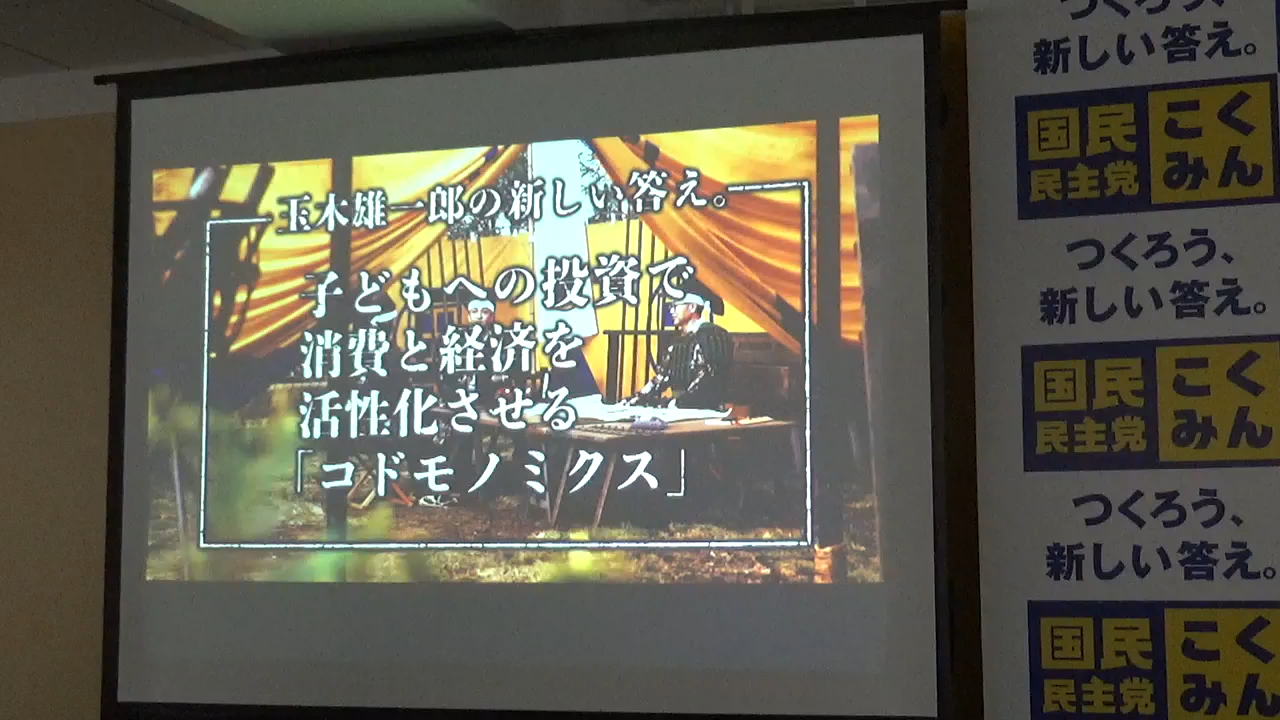 玉木雄一郎の新しい答え。
子どもへの投資で
消費と経済を
活性化させる
「コドモノミクス」
つくろう、
新しい答え。
国民
民主党
こく
みん
つくろう、
新しい答え。
国民
民主党
こく
みん
つくろう、
新しい答え。
国民
民主党
こく
みん